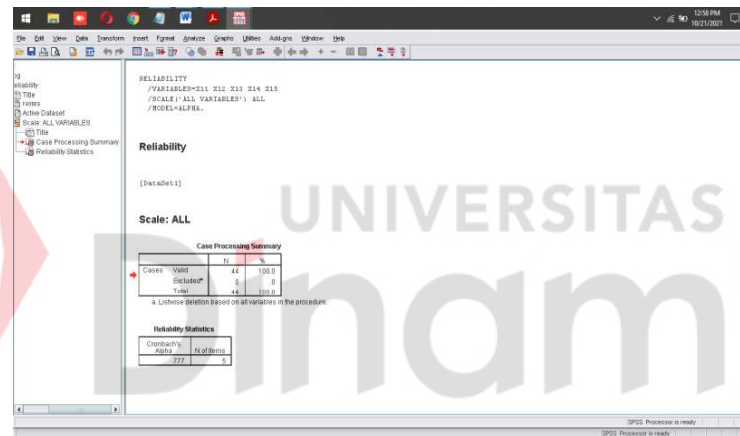 12:58 PM
10/21/2021
File Edit View Data Transform Insert Format Analyze Graphs Utilities Add-ons Window Help
Title
Notes
Active Dataset
Scale: ALL VARIABLES
Title
Case Processing Summary
Reliability Statistics
RELIABILITY
/VARIABLES=X11 X12 X13 X14 X15
/SCALE('ALL VARIABLES') ALL
/MODEL=ALPHA.
Reliability
[DataSet1]
Scale: ALL
Case Processing Summary
N %
Cases Valid 44 100.0
Excludedª 0 .0
Total 44 100.0
a. Listwise deletion based on all variables in the procedure.
Reliability Statistics
Cronbach's Alpha N of Items
.777 5
UNIVERSITAS
Dinam
SPSS Processor is ready
SPSS Processor is ready